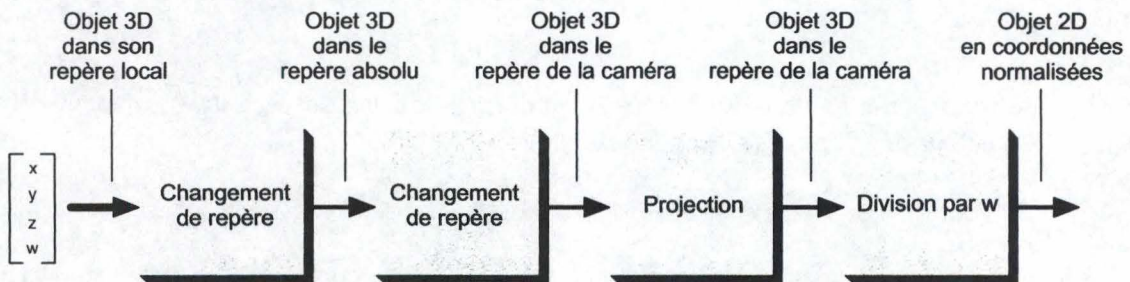 Objet 3D
dans son
repère local
Objet 3D
dans le
repère absolu
Objet 3D
dans le
repère de la caméra
Objet 3D
dans le
repère de la caméra
Objet 2D
en coordonnées
normalisées
x
y
z
w
Changement
de repère
Changement
de repère
Projection
Division par w